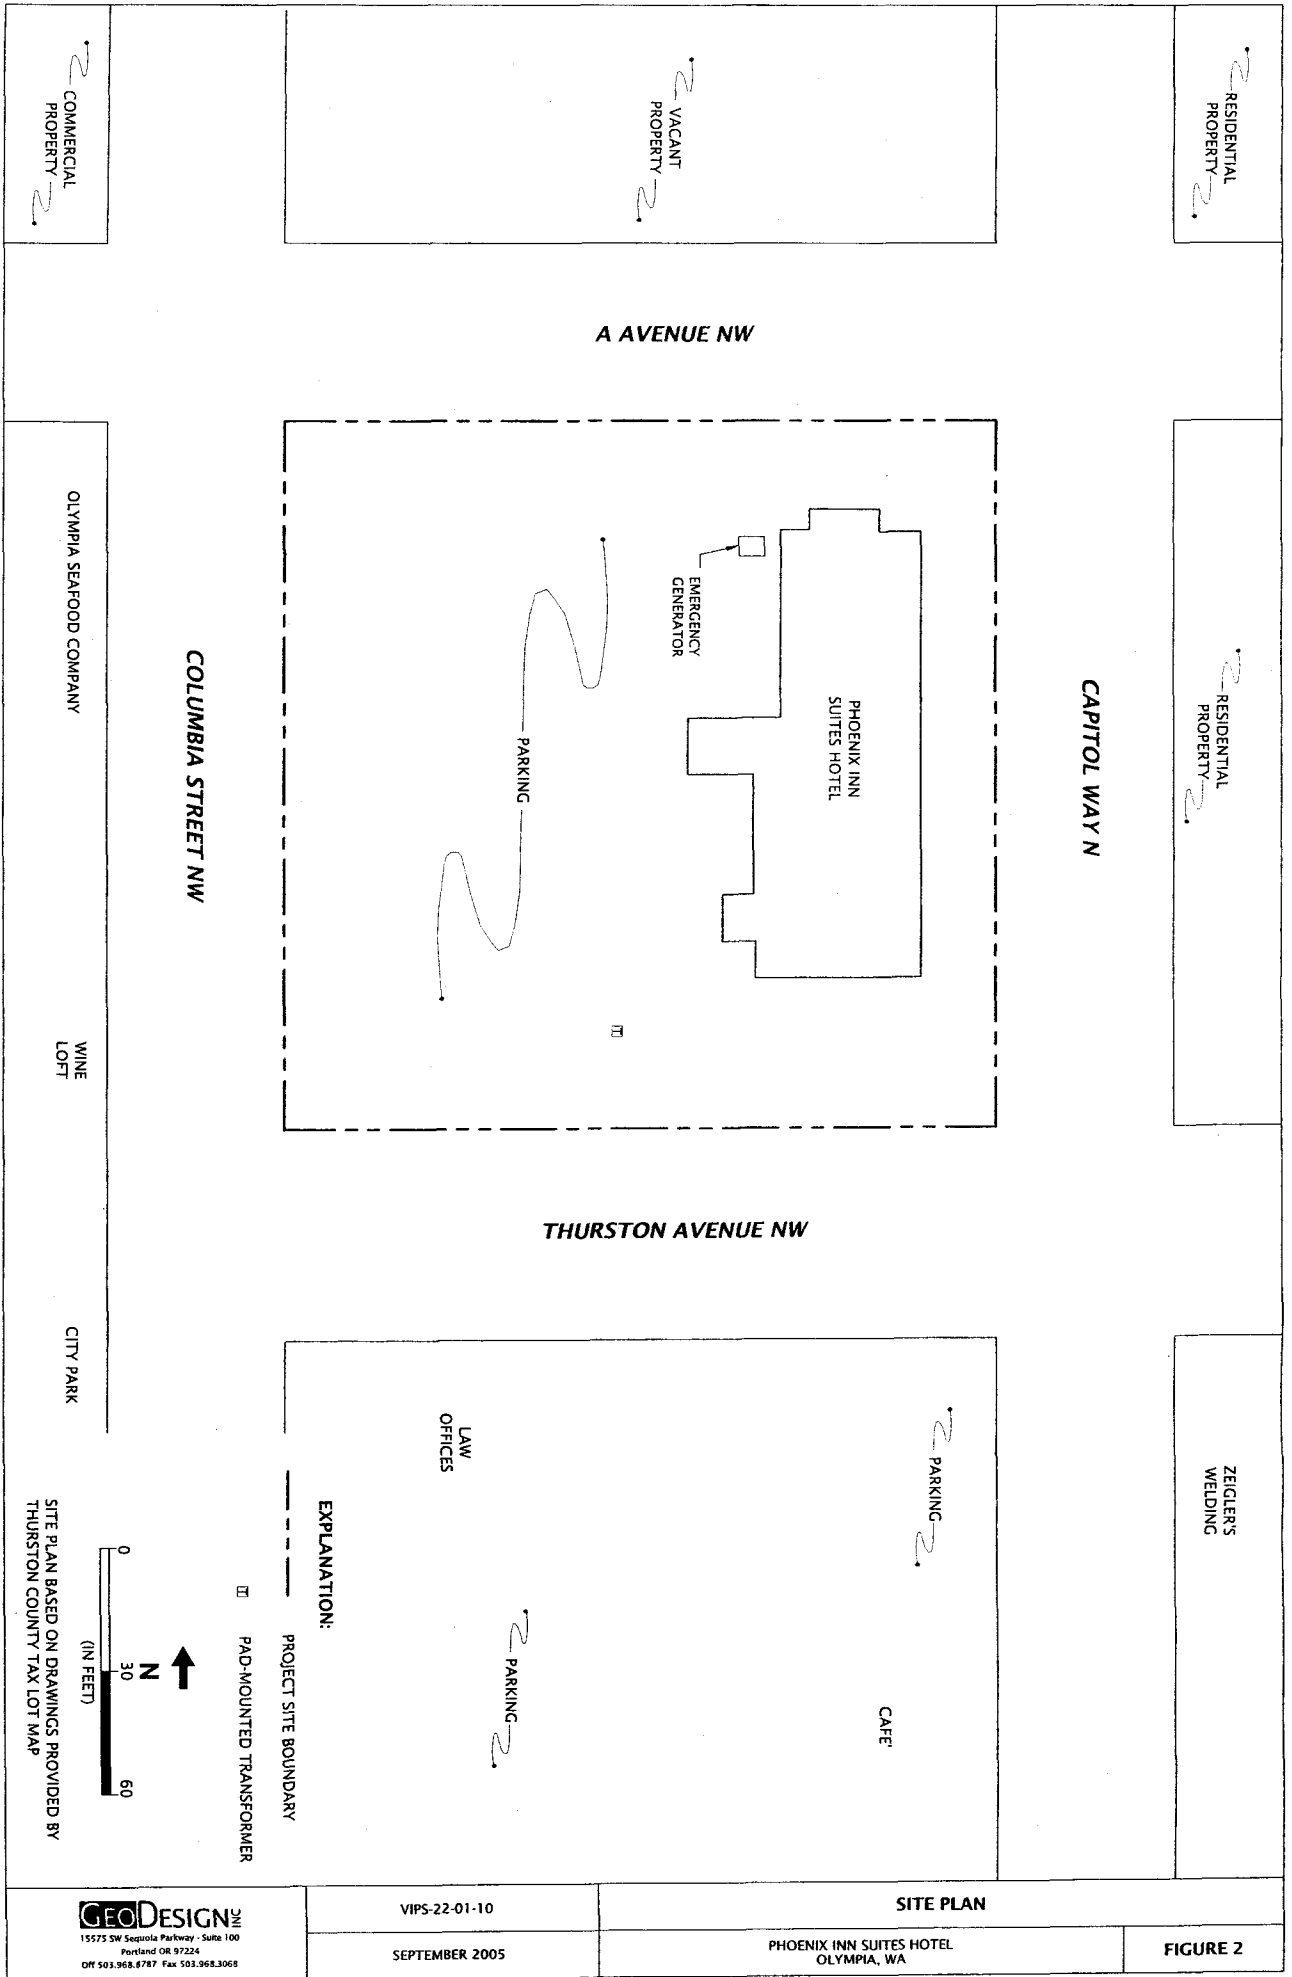 COMMERCIAL
PROPERTY
VACANT
PROPERTY
RESIDENTIAL
PROPERTY
A AVENUE NW
OLYMPIA SEAFOOD COMPANY
COLUMBIA STREET NW
EMERGENCY
GENERATOR
PHOENIX INN
SUITES HOTEL
PARKING
CAPITOL WAY N
RESIDENTIAL
PROPERTY
WINE
LOFT
T
THURSTON AVENUE NW
CITY PARK
LAW
OFFICES
PARKING
PARKING
CAFE'
ZEIGLER'S
WELDING
EXPLANATION:
PROJECT SITE BOUNDARY
T PAD-MOUNTED TRANSFORMER
N
0 30 60
(IN FEET)
SITE PLAN BASED ON DRAWINGS PROVIDED BY
THURSTON COUNTY TAX LOT MAP
GEODESIGN INC
15575 SW Sequoia Parkway - Suite 100
Portland OR 97224
Off 503.968.8787 Fax 503.968.3068
VIPS-22-01-10
SEPTEMBER 2005
SITE PLAN
PHOENIX INN SUITES HOTEL
OLYMPIA, WA
FIGURE 2